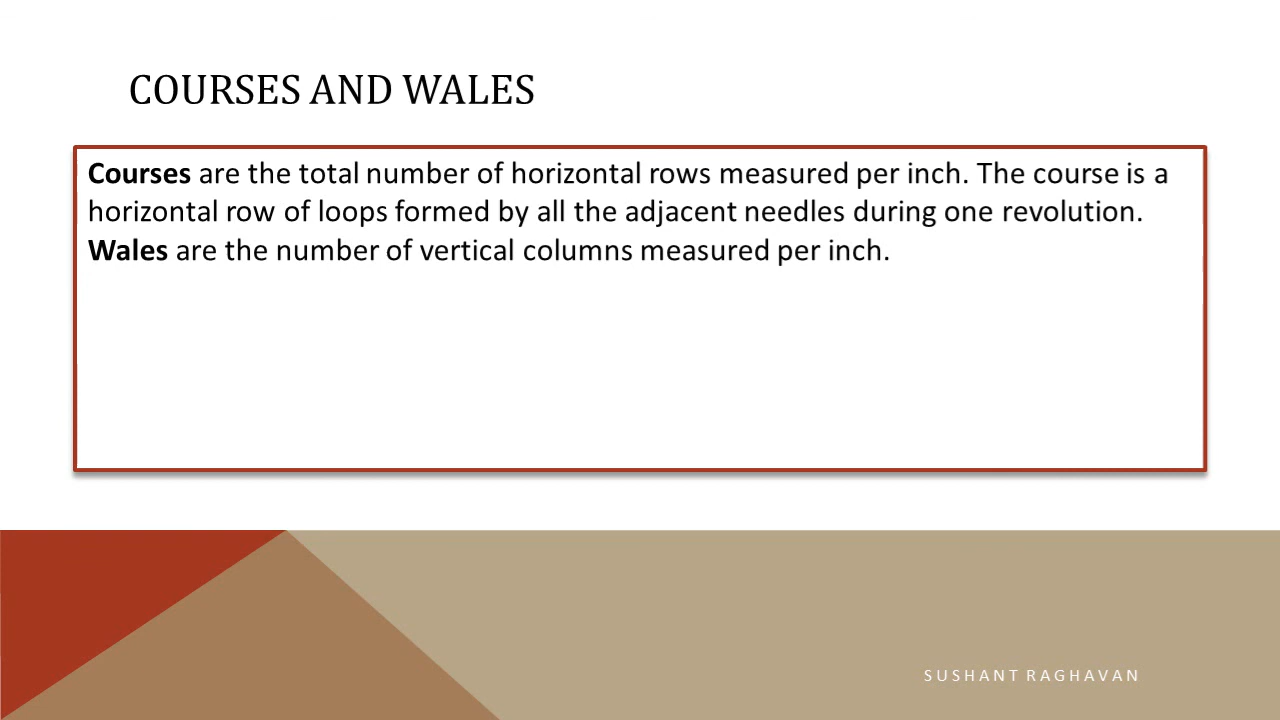 COURSES AND WALES
Courses are the total number of horizontal rows measured per inch. The course is a
horizontal row of loops formed by all the adjacent needles during one revolution.
Wales are the number of vertical columns measured per inch.
SUSHANT RAGHAVAN